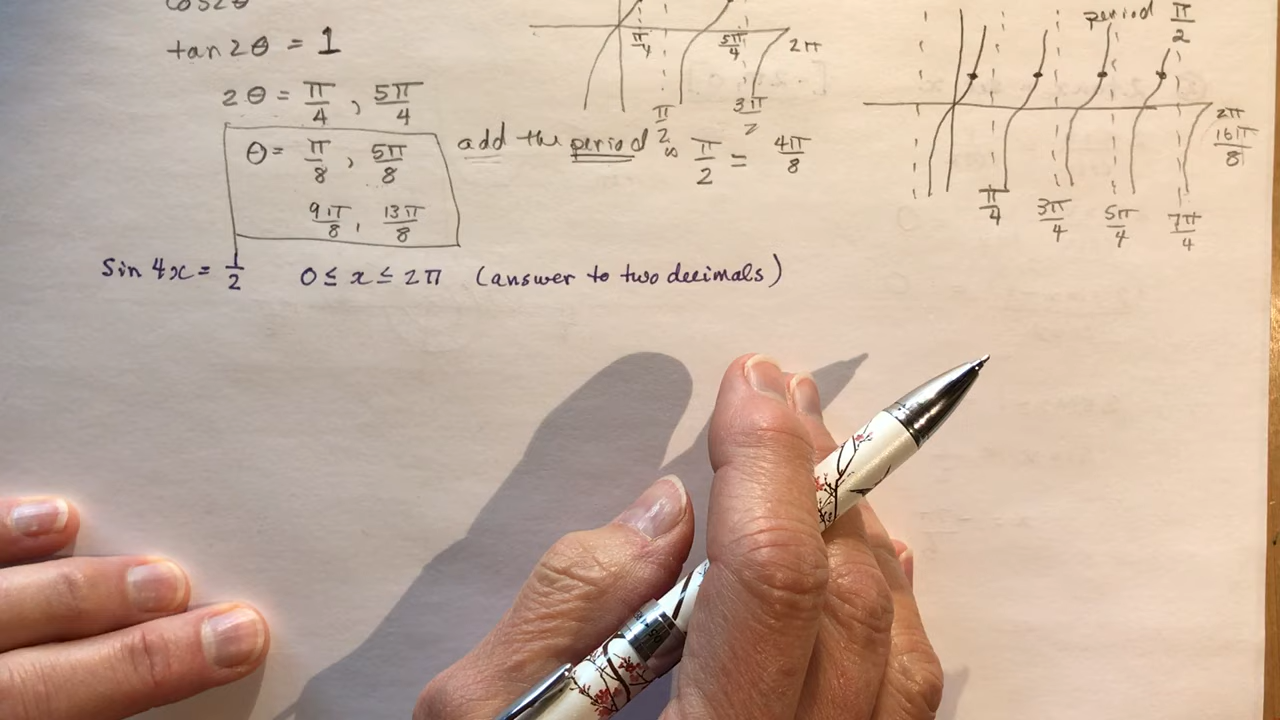 cos2θ
tan 2θ = 1
2θ = π/4 , 5π/4
θ = π/8 , 5π/8
9π/8 , 13π/8
add the period : π/2 = 4π/8
π/4 5π/4 2π
π/2 3π/2
period π/2
2π
16π/8
π/4 3π/4 5π/4 7π/4
Sin 4x = 1/2 0 ≤ x ≤ 2π (answer to two decimals)